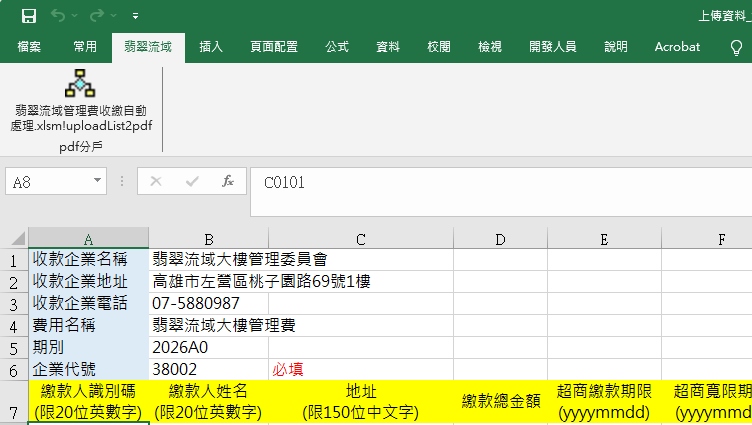 上傳資料_
檔案 常用 翡翠流域 插入 頁面配置 公式 資料 校閱 檢視 開發人員 說明 Acrobat
翡翠流域管理費收繳自動
處理.xlsm!uploadList2pdf
pdf分戶
A8 fx C0101
A B C D E F
1 收款企業名稱 翡翠流域大樓管理委員會
2 收款企業地址 高雄市左營區桃子園路69號1樓
3 收款企業電話 07-5880987
4 費用名稱 翡翠流域大樓管理費
5 期別 2026A0
6 企業代號 38002 必填
7 繳款人識別碼 繳款人姓名 地址 繳款總金額 超商繳款期限 超商寬限期
(限20位英數字) (限20位英數字) (限150位中文字) (yyyymmdd) (yyyymmdd